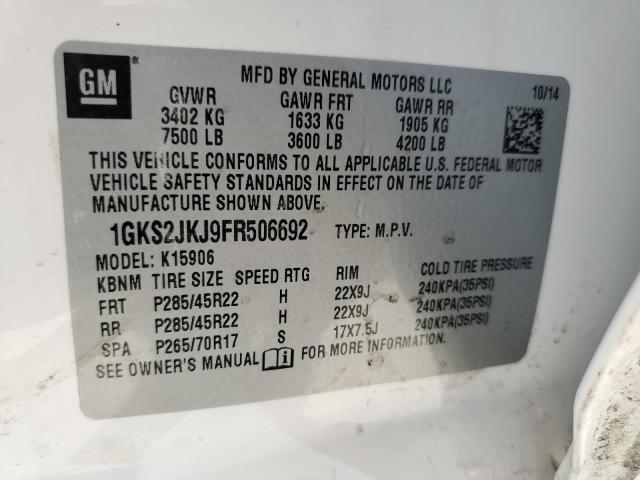 GM ®
MFD BY GENERAL MOTORS LLC
10/14
GVWR GAWR FRT GAWR RR
3402 KG 1633 KG 1905 KG
7500 LB 3600 LB 4200 LB
THIS VEHICLE CONFORMS TO ALL APPLICABLE U.S. FEDERAL MOTOR
VEHICLE SAFETY STANDARDS IN EFFECT ON THE DATE OF
MANUFACTURE SHOWN ABOVE.
1GKS2JKJ9FR506692 TYPE: M.P.V.
MODEL: K15906
KBNM TIRE SIZE SPEED RTG RIM COLD TIRE PRESSURE
FRT P285/45R22 H 22X9J 240KPA(35PSI)
RR P285/45R22 H 22X9J 240KPA(35PSI)
SPA P265/70R17 S 17X7.5J 240KPA(35PSI)
SEE OWNER'S MANUAL FOR MORE INFORMATION.